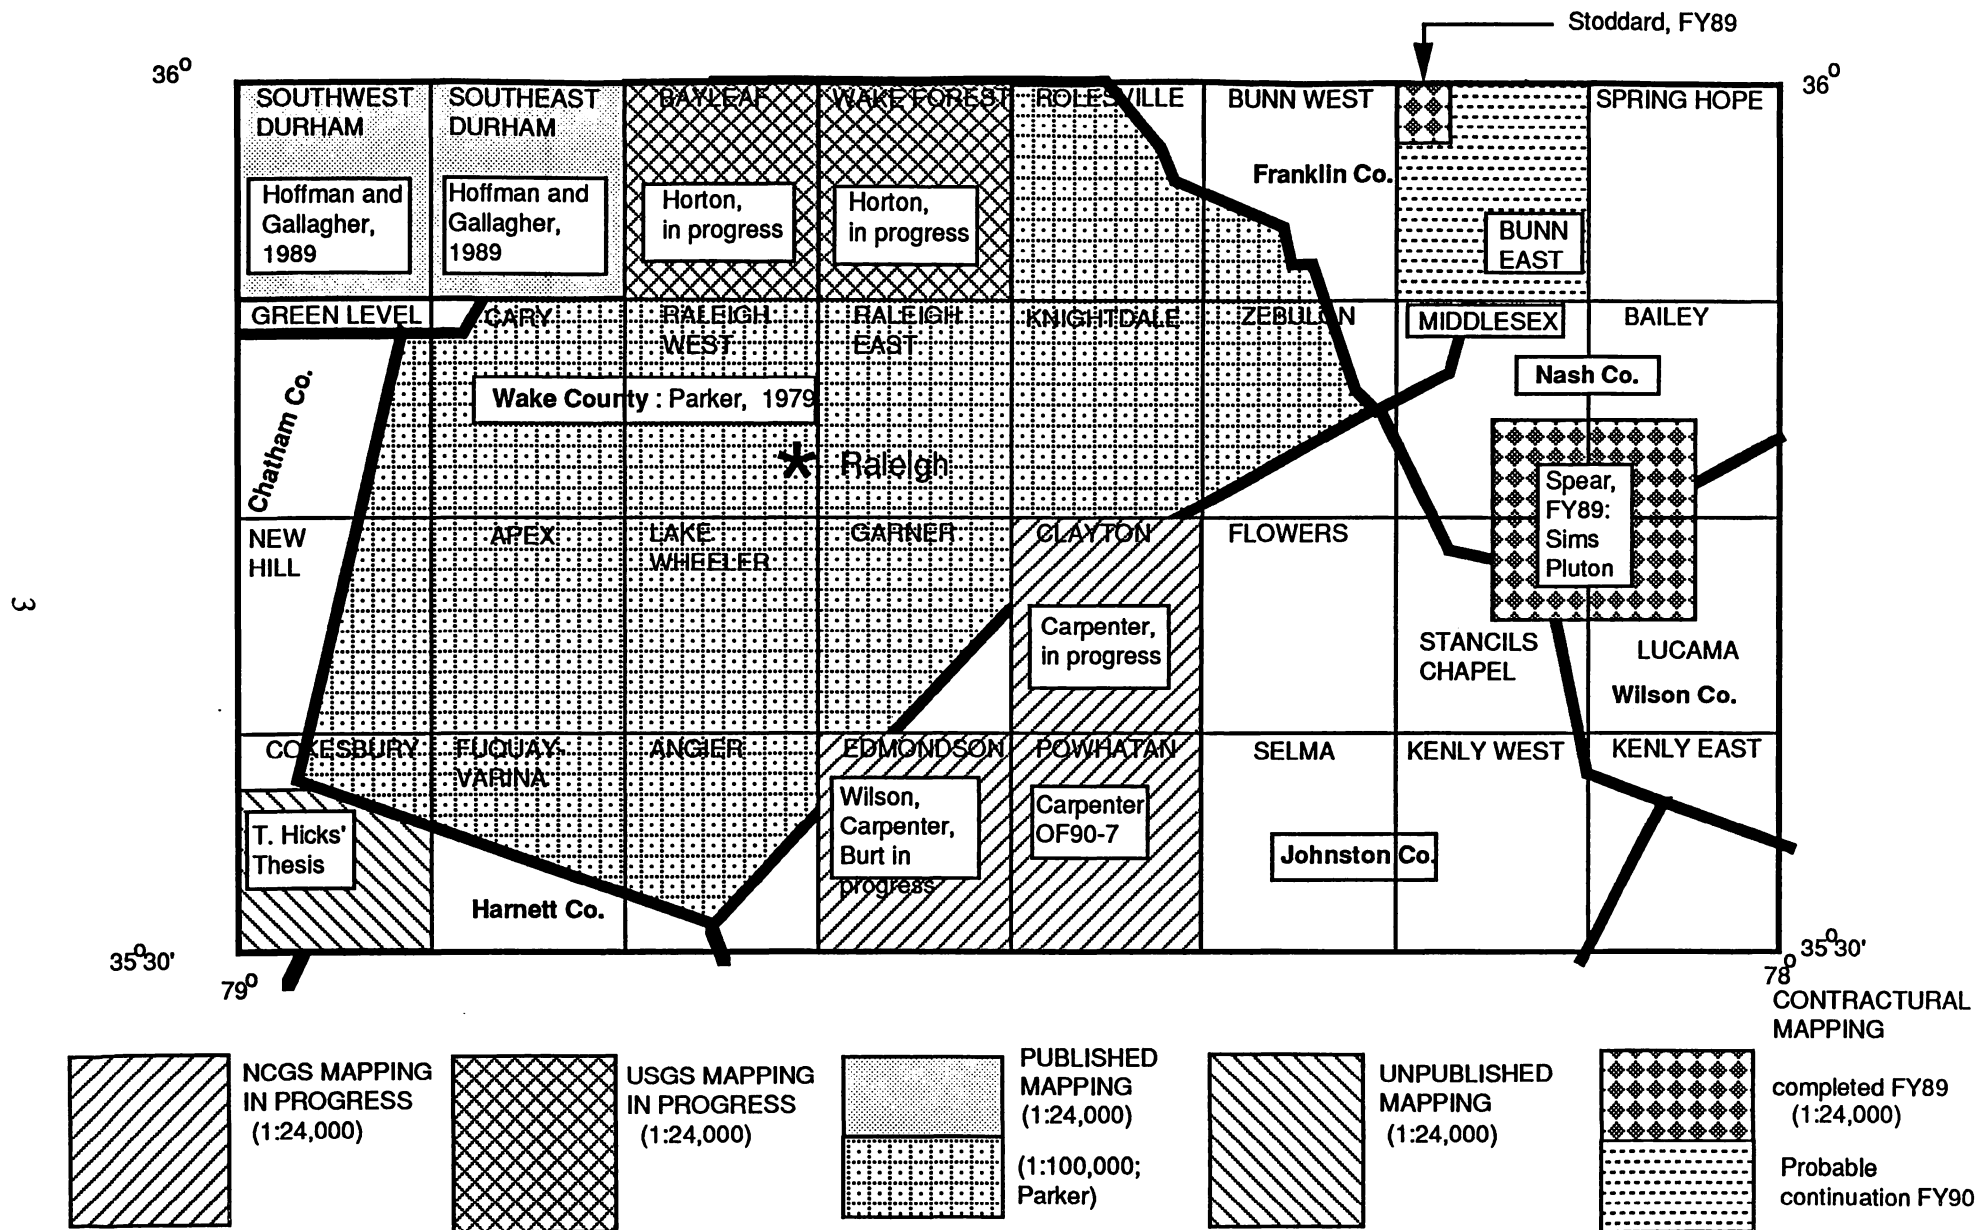 Stoddard, FY89
36°
36°
SOUTHWEST
DURHAM
SOUTHEAST
DURHAM
BAYLEAF
WAKE FOREST
ROLESVILLE
BUNN WEST
SPRING HOPE
Franklin Co.
Hoffman and
Gallagher,
1989
Hoffman and
Gallagher,
1989
Horton,
in progress
Horton,
in progress
BUNN
EAST
GREEN LEVEL
CARY
RALEIGH
WEST
RALEIGH
EAST
KNIGHTDALE
ZEBULON
MIDDLESEX
BAILEY
Nash Co.
Chatham Co.
Wake County : Parker, 1979
Raleigh
Spear,
FY89:
Sims
Pluton
NEW
HILL
APEX
LAKE
WHEELER
GARNER
CLAYTON
FLOWERS
3
Carpenter,
in progress
STANCILS
CHAPEL
LUCAMA
Wilson Co.
COKESBURY
FUQUAY-
VARINA
ANGIER
EDMONDSON
POWHATAN
SELMA
KENLY WEST
KENLY EAST
T. Hicks'
Thesis
Wilson,
Carpenter,
Burt in
progress
Carpenter
OF90-7
Johnston Co.
Harnett Co.
35°30'
35°30'
79°
78°
NCGS MAPPING
IN PROGRESS
(1:24,000)
USGS MAPPING
IN PROGRESS
(1:24,000)
PUBLISHED
MAPPING
(1:24,000)
(1:100,000;
Parker)
UNPUBLISHED
MAPPING
(1:24,000)
CONTRACTURAL
MAPPING
completed FY89
(1:24,000)
Probable
continuation FY90